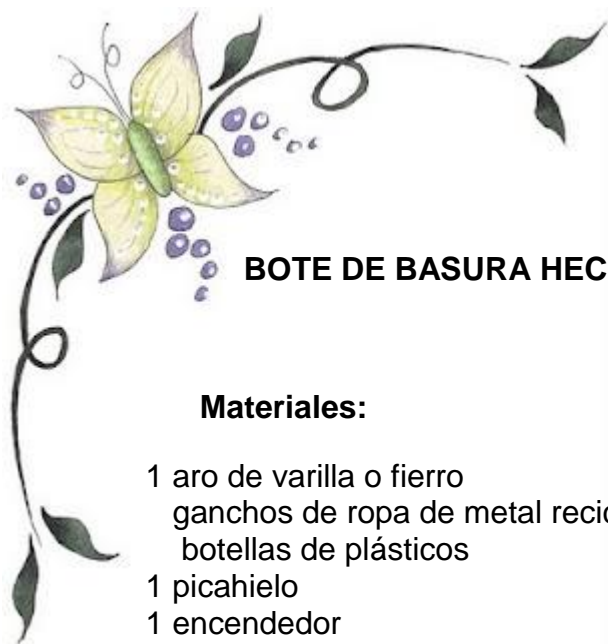 BOTE DE BASURA HEC
Materiales:
1 aro de varilla o fierro
ganchos de ropa de metal recic
botellas de plásticos
1 picahielo
1 encendedor